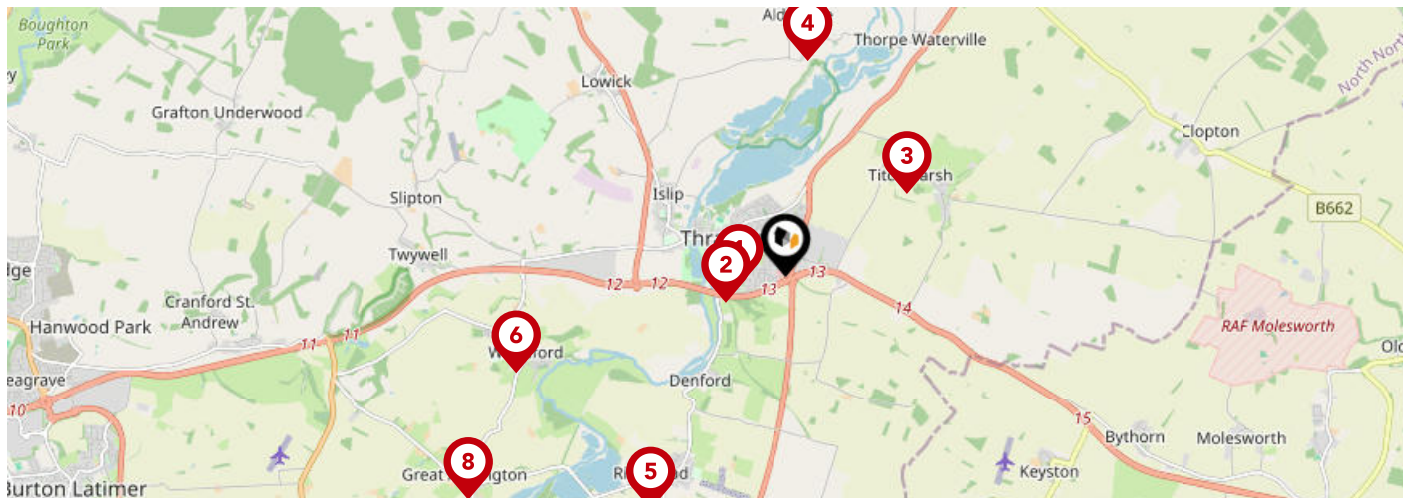 Boughton
Park
4
Thorpe Waterville
Lowick
North
Grafton Underwood
Clopton
3
Slipton
Islip
B662
Twywell
2
12
12
13
13
14
Cranford St.
Andrew
Hanwood Park
11
11
RAF Molesworth
6
Denford
10
15
Bythorn
Molesworth
8
5
Keyston
Great
Burton Latimer